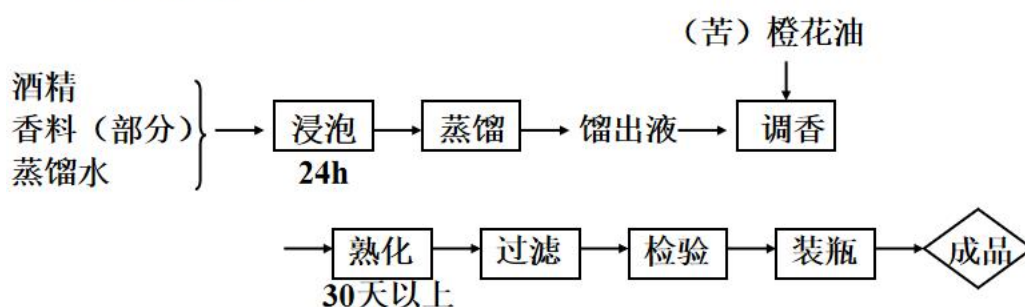 （苦）橙花油
酒精
香料（部分）
蒸馏水
浸泡
24h
蒸馏
馏出液
调香
熟化
30天以上
过滤
检验
装瓶
成品